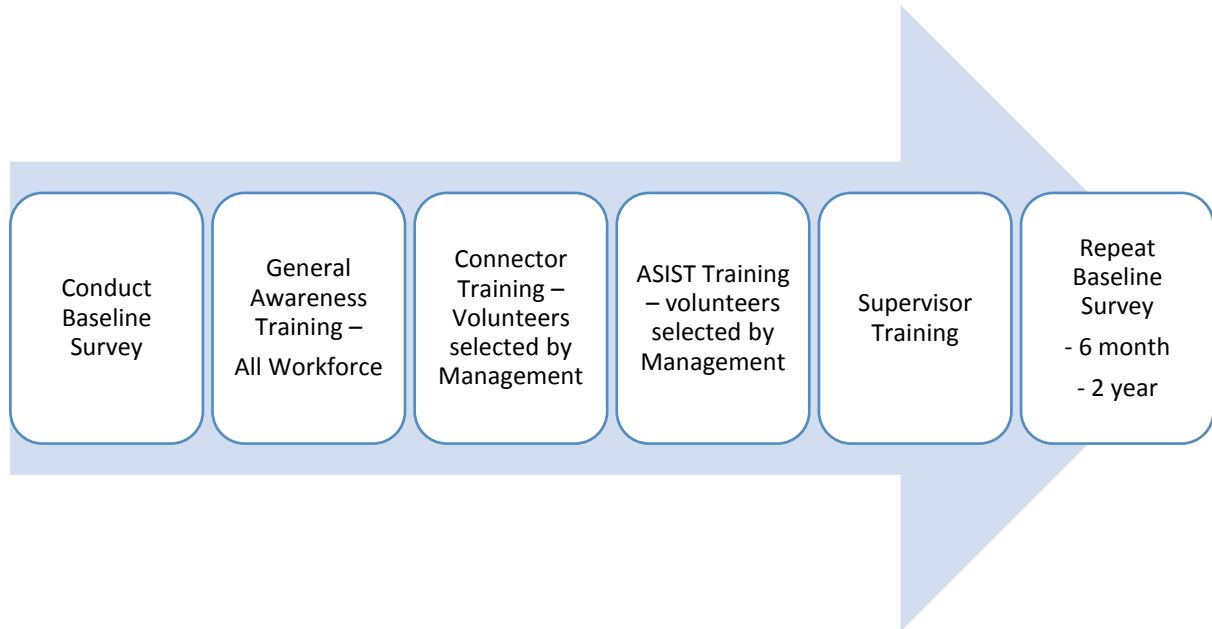 Conduct
Baseline
Survey
General
Awareness
Training –
All Workforce
Connector
Training –
Volunteers
selected by
Management
ASIST Training
– volunteers
selected by
Management
Supervisor
Training
Repeat
Baseline
Survey
- 6 month
- 2 year